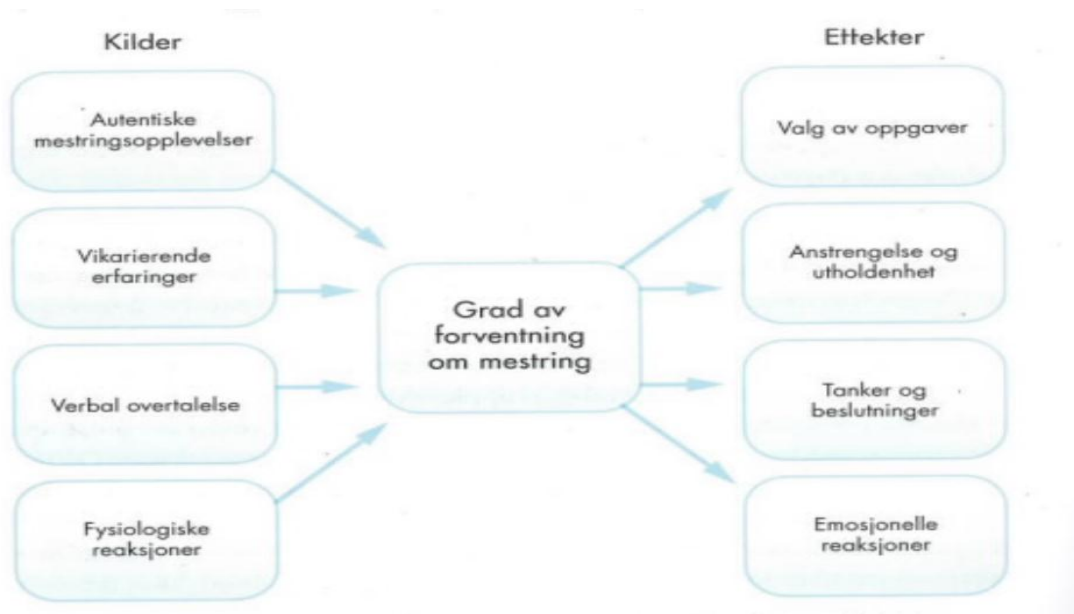 Kilder
Autentiske
mestringsopplevelser
Vikarierende
erfaringer
Verbal overtalelse
Fysiologiske
reaksjoner
Grad av
forventning
om mestring
Effekter
Valg av oppgaver
Anstrengelse og
utholdenhet
Tanker og
beslutninger
Emosjonelle
reaksjoner